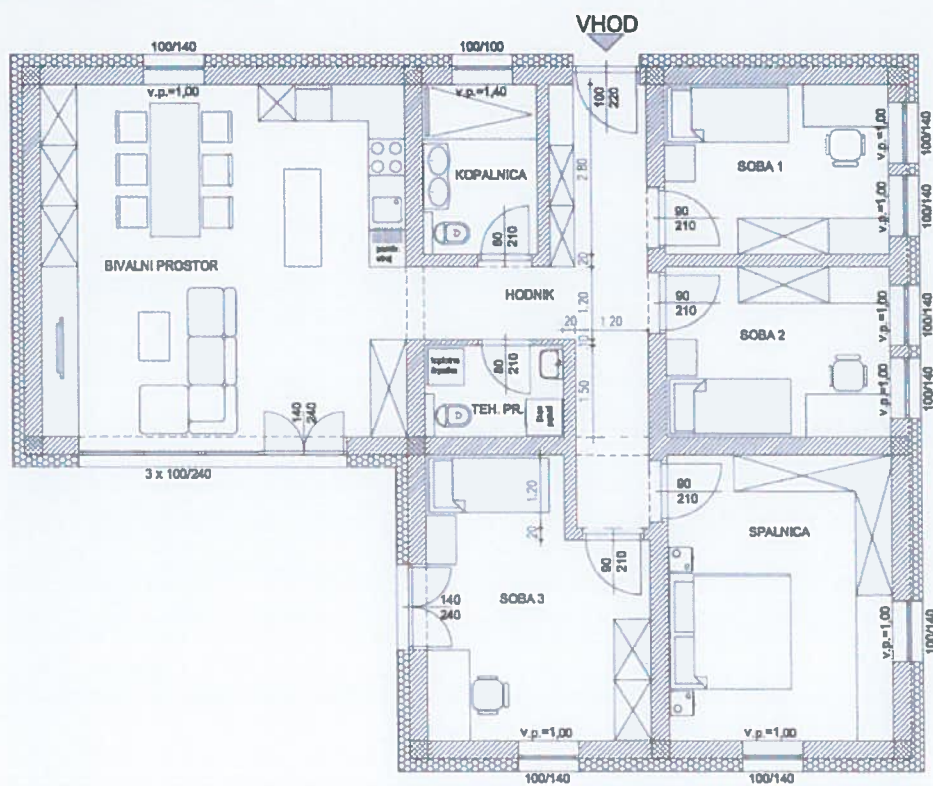 VHOD
100/140
100/100
v.p.=1,00
v.p.=1,40
100
220
v.p.=1,00
100/140
SOBA 1
KOPALNICA
2.80
90
210
v.p.=1,00
100/140
80
210
20
BIVALNI PROSTOR
HODNIK
1.20
20
1 20
10
90
210
SOBA 2
v.p.=1,00
100/140
toplotna
80
210
1.50
TEH. PR.
v.p.=1,00
100/140
140
240
3 x 100/240
1.20
20
90
210
SPALNICA
90
210
140
240
SOBA 3
v.p.=1,00
100/140
v.p.=1,00
v.p.=1,00
100/140
100/140